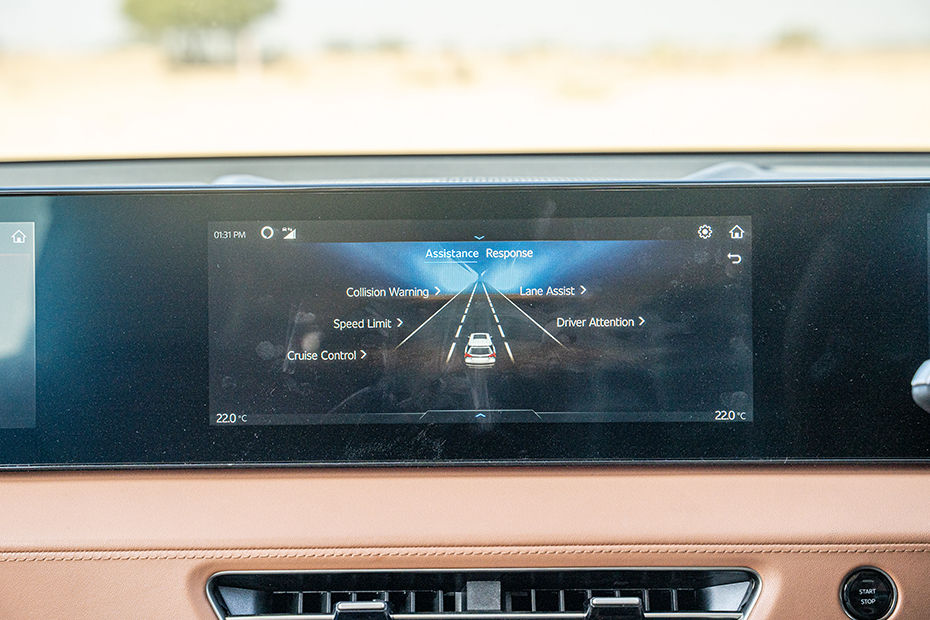 01:31 PM
Assistance Response
Collision Warning
Lane Assist
Speed Limit
Driver Attention
Cruise Control
22.0 °C
22.0 °C
START
STOP